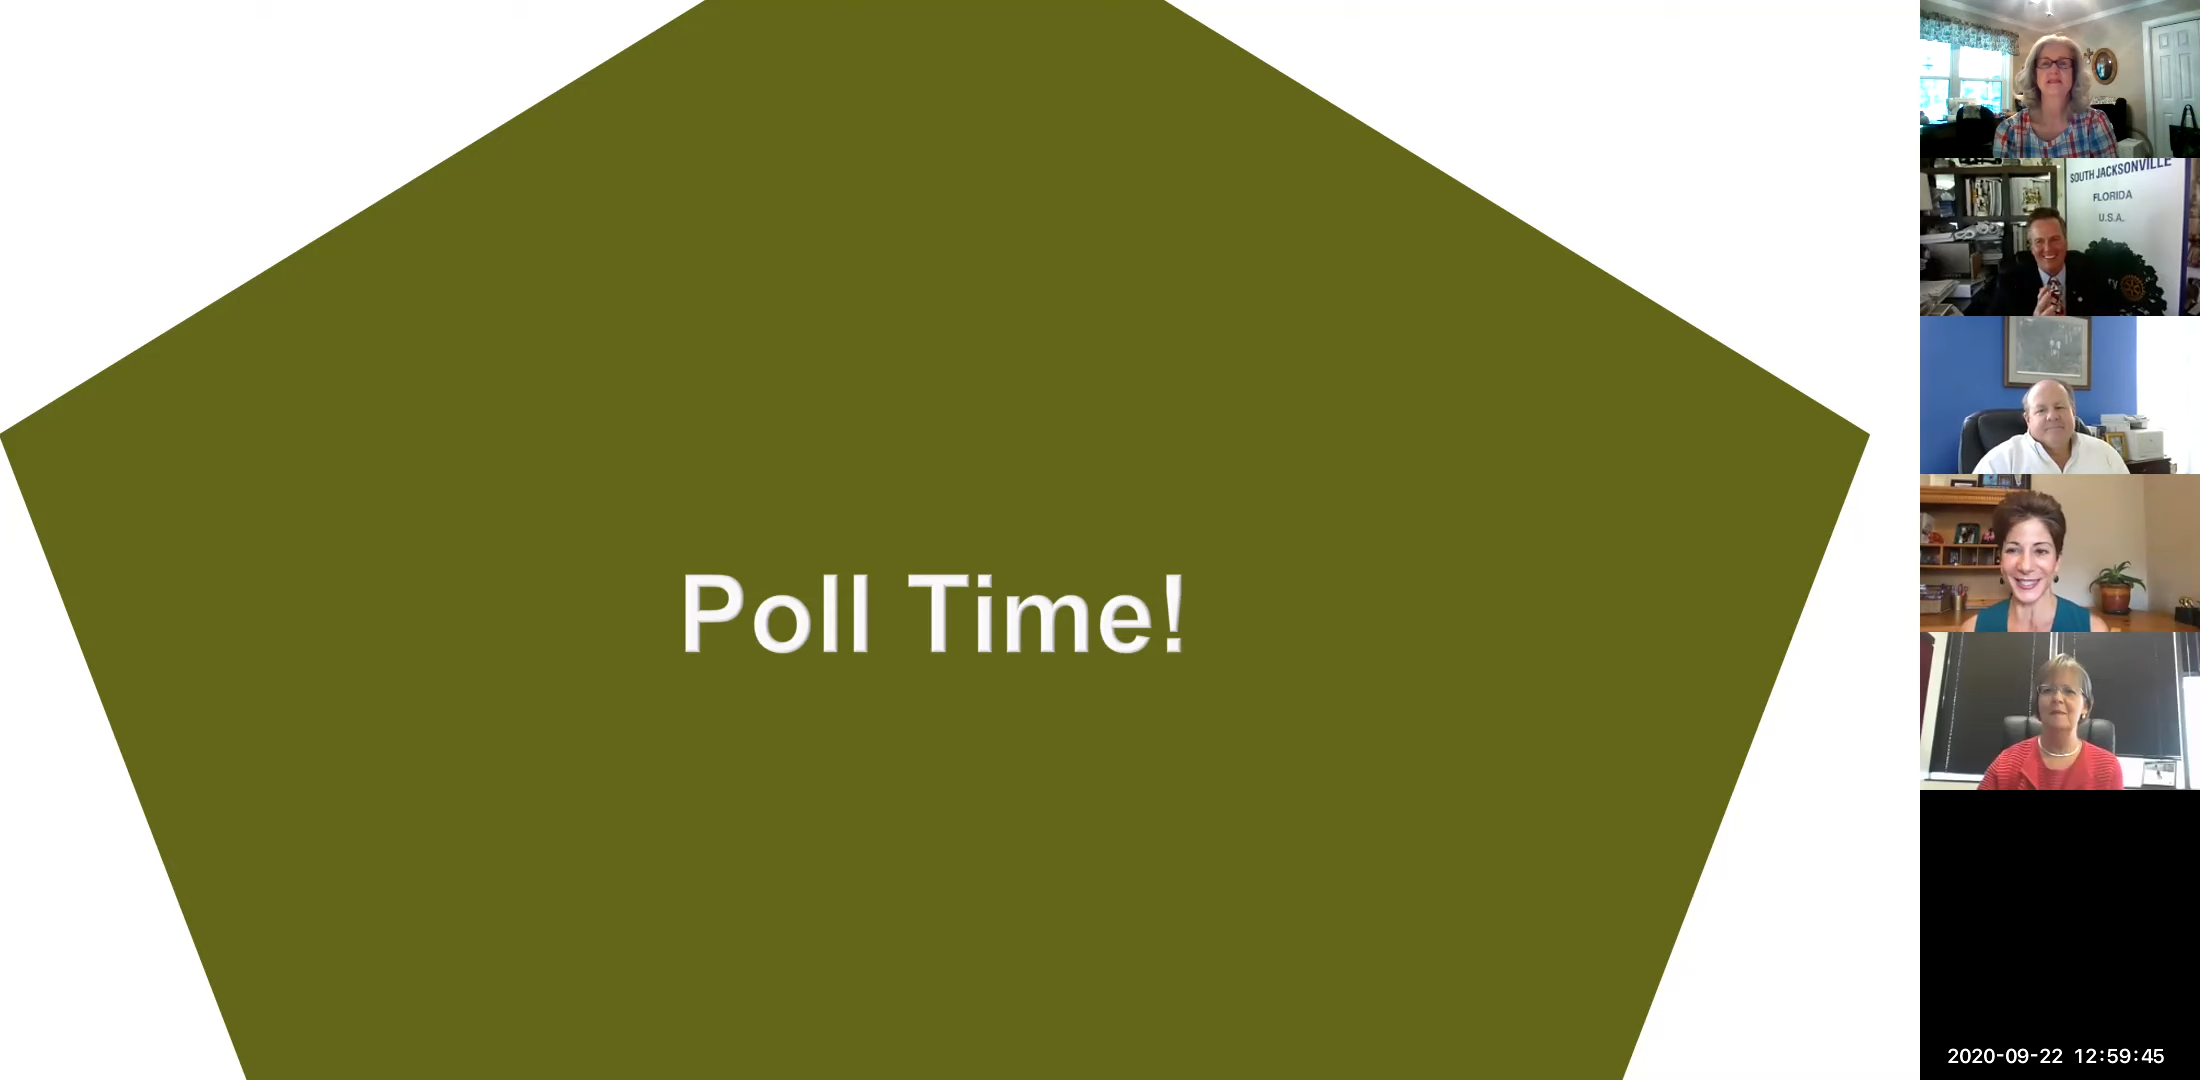 Poll Time!
SOUTH JACKSONVILLE
FLORIDA
U.S.A.
2020-09-22 12:59:45